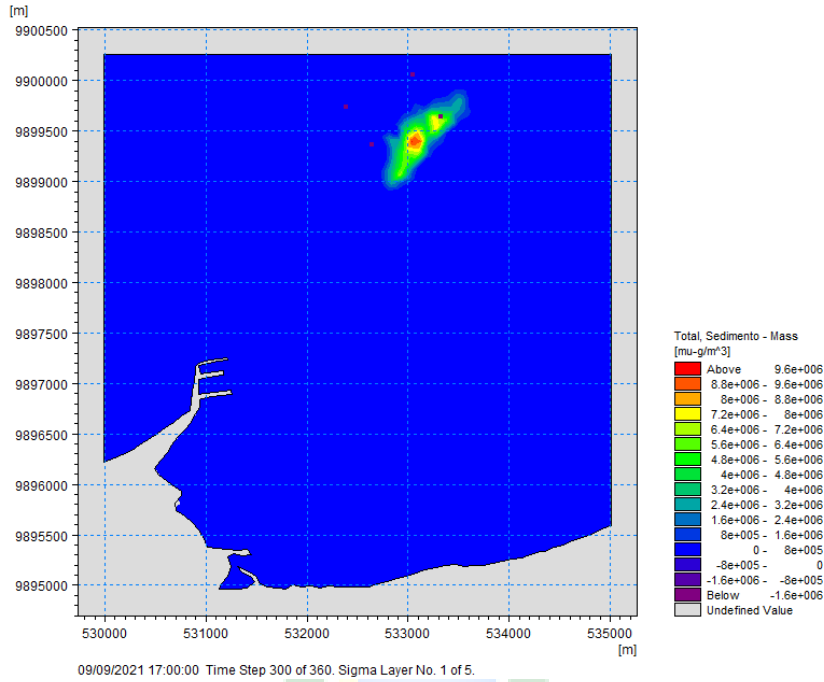 [m]
9900500
9900000
9899500
9899000
9898500
9898000
9897500
9897000
9896500
9896000
9895500
9895000
530000 531000 532000 533000 534000 535000
[m]
09/09/2021 17:00:00 Time Step 300 of 360. Sigma Layer No. 1 of 5.
Total, Sedimento - Mass
[mu-g/m^3]
Above 9.6e+006
8.8e+006 - 9.6e+006
8e+006 - 8.8e+006
7.2e+006 - 8e+006
6.4e+006 - 7.2e+006
5.6e+006 - 6.4e+006
4.8e+006 - 5.6e+006
4e+006 - 4.8e+006
3.2e+006 - 4e+006
2.4e+006 - 3.2e+006
1.6e+006 - 2.4e+006
8e+005 - 1.6e+006
0 - 8e+005
-8e+005 - 0
-1.6e+006 - -8e+005
Below -1.6e+006
Undefined Value